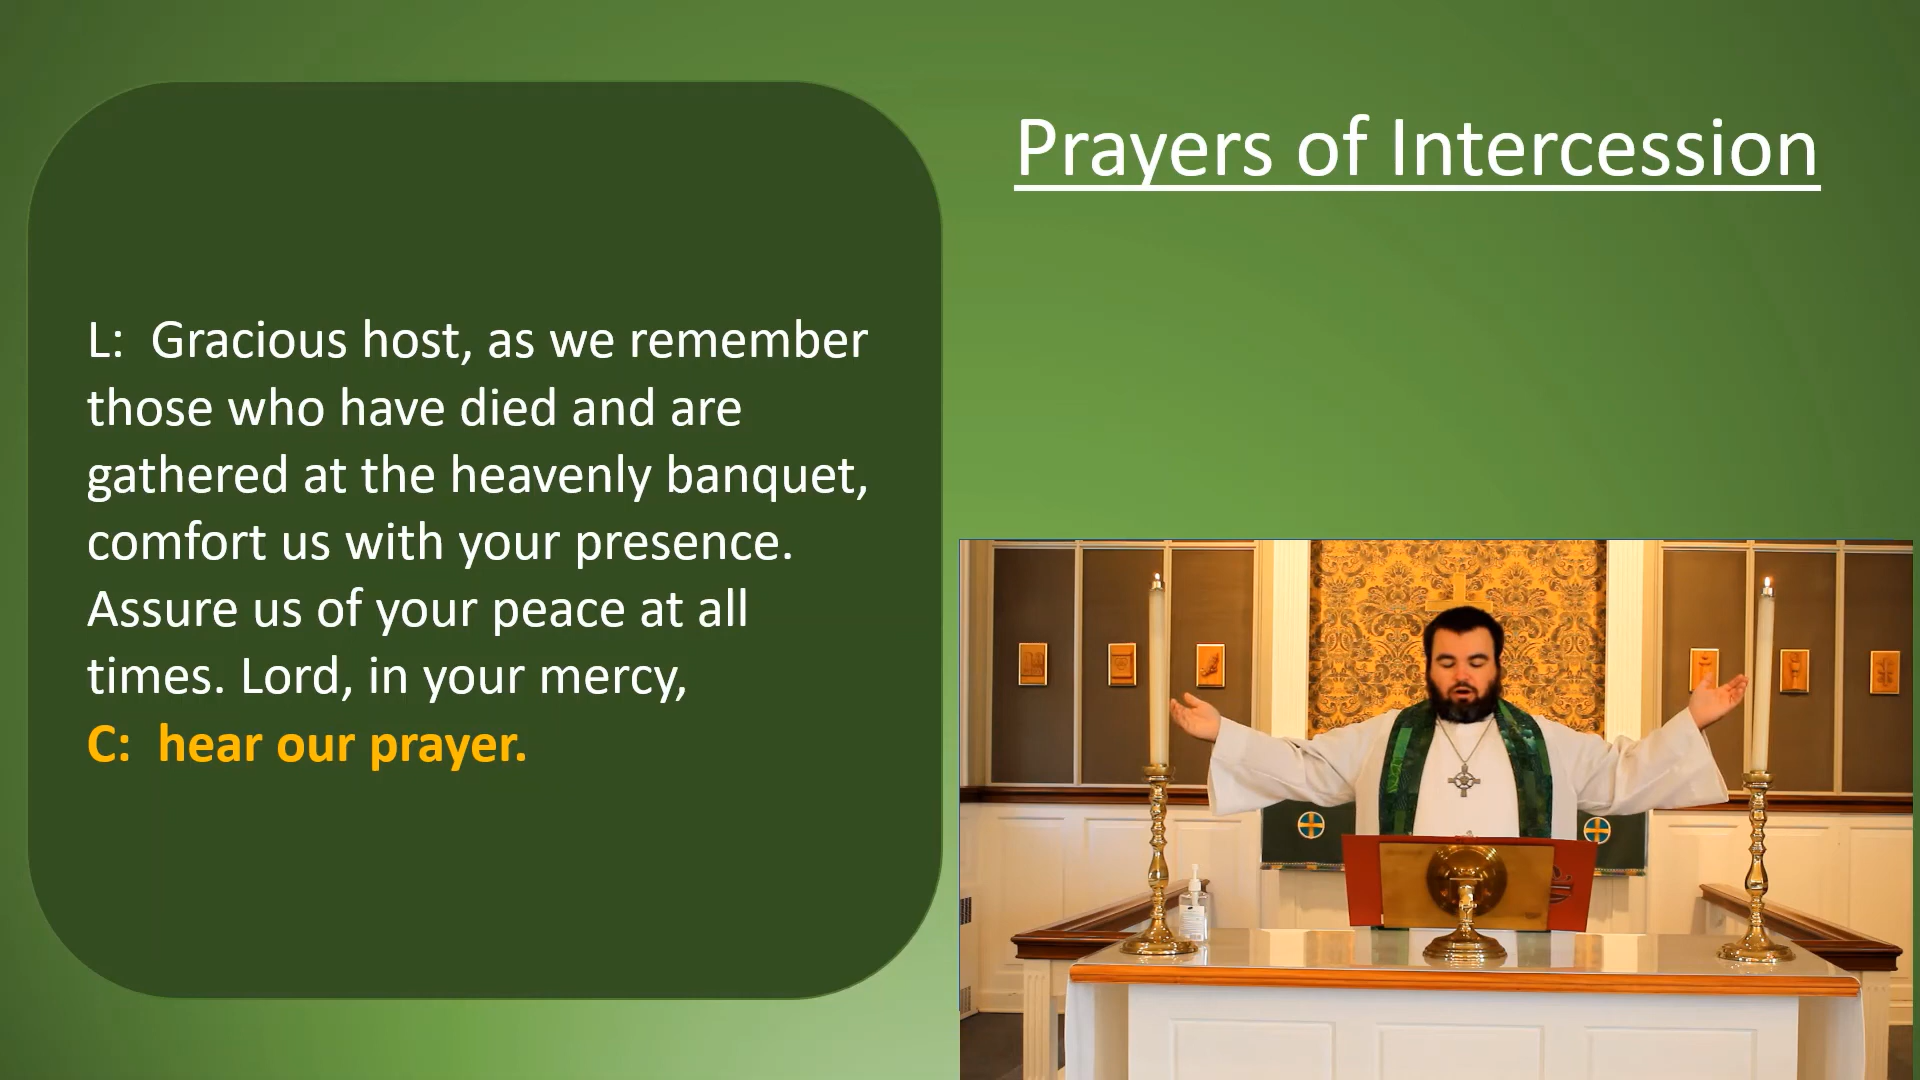 Prayers of Intercession
L:  Gracious host, as we remember
those who have died and are
gathered at the heavenly banquet,
comfort us with your presence.
Assure us of your peace at all
times. Lord, in your mercy,
C:  hear our prayer.